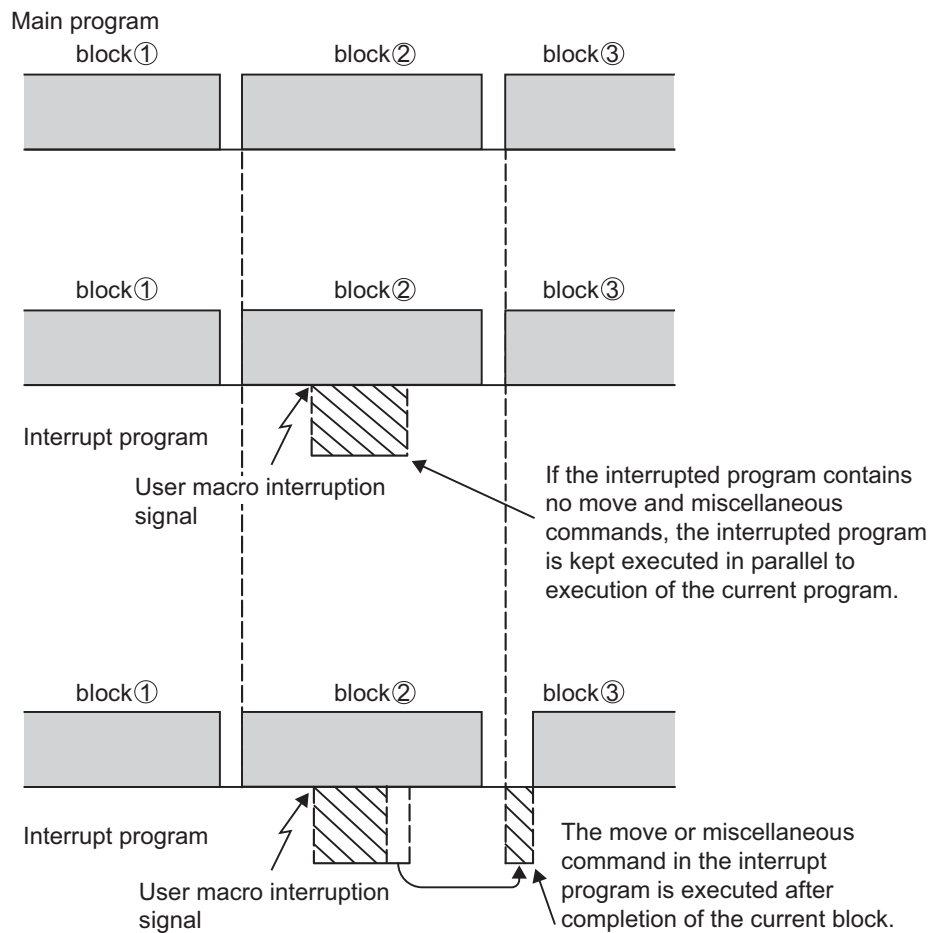 Main program
block① block② block③
block① block② block③
Interrupt program
User macro interruption
signal
If the interrupted program contains
no move and miscellaneous
commands, the interrupted program
is kept executed in parallel to
execution of the current program.
block① block② block③
Interrupt program
User macro interruption
signal
The move or miscellaneous
command in the interrupt
program is executed after
completion of the current block.